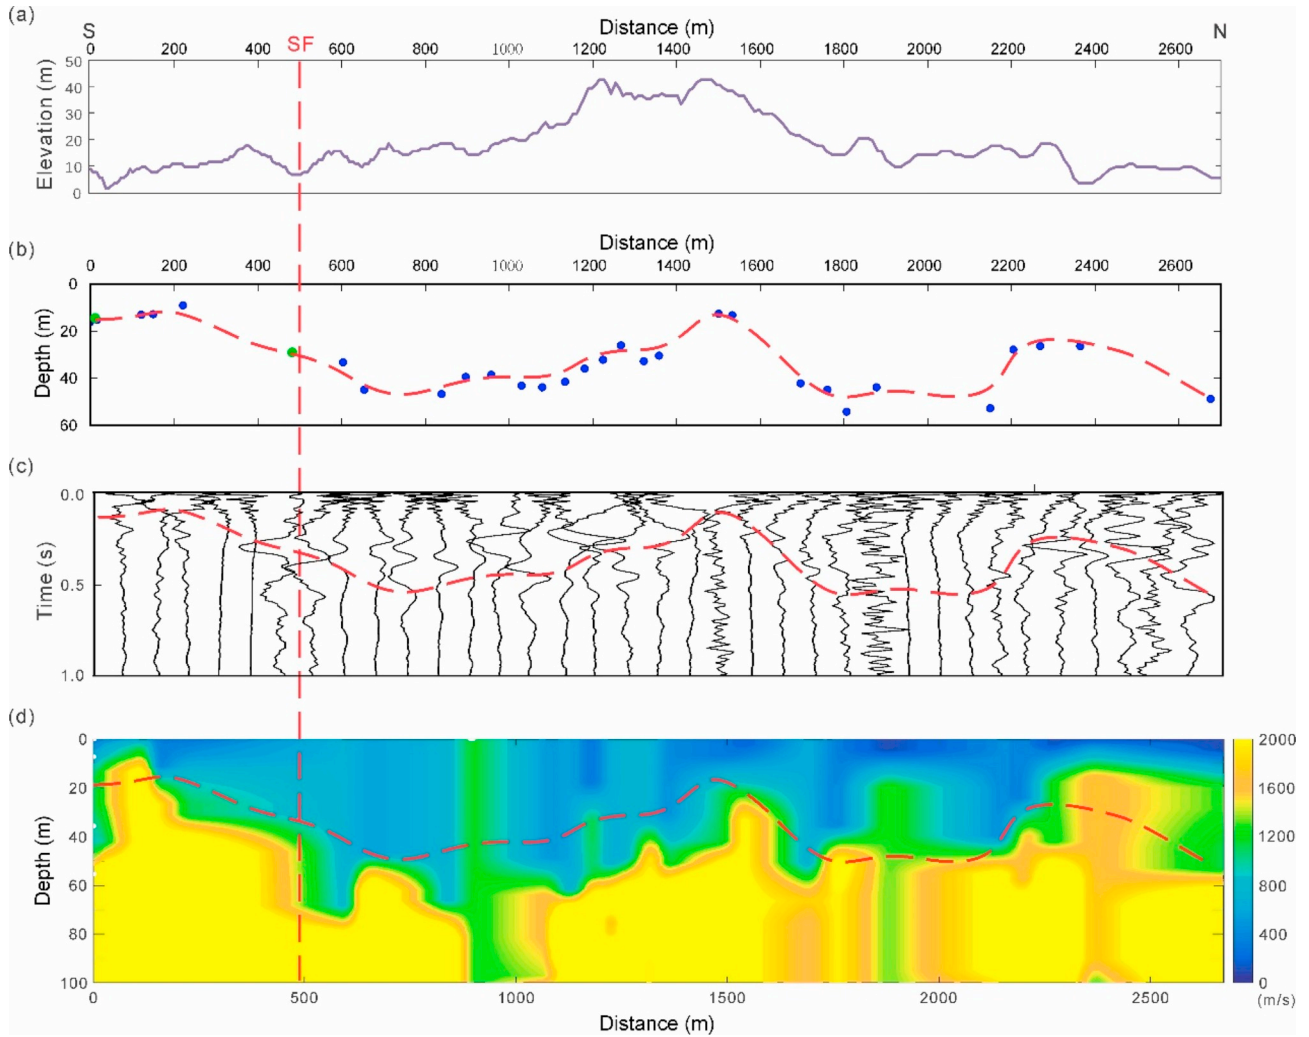 (a)
S
SF
Distance (m)
N
0 200 400 600 800 1000 1200 1400 1600 1800 2000 2200 2400 2600
Elevation (m)
50
40
30
20
10
0
(b)
Distance (m)
0 200 400 600 800 1000 1200 1400 1600 1800 2000 2200 2400 2600
Depth (m)
0
20
40
60
(c)
Time (s)
0.0
0.5
1.0
(d)
Depth (m)
0
20
40
60
80
100
0 500 1000 1500 2000 2500
Distance (m)
2000
1600
1200
800
400
0
(m/s)